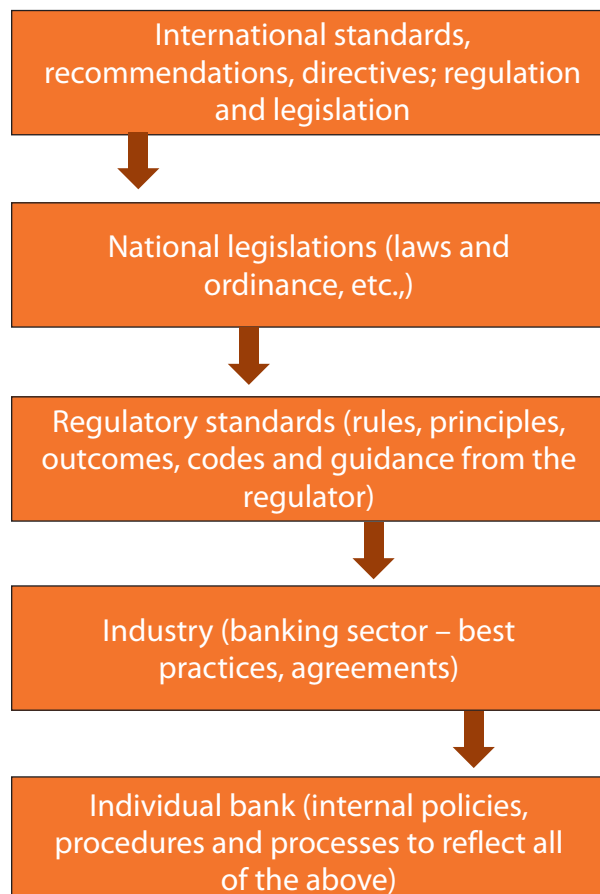 International standards,
recommendations, directives; regulation
and legislation
National legislations (laws and
ordinance, etc.,)
Regulatory standards (rules, principles,
outcomes, codes and guidance from the
regulator)
Industry (banking sector – best
practices, agreements)
Individual bank (internal policies,
procedures and processes to reflect all
of the above)